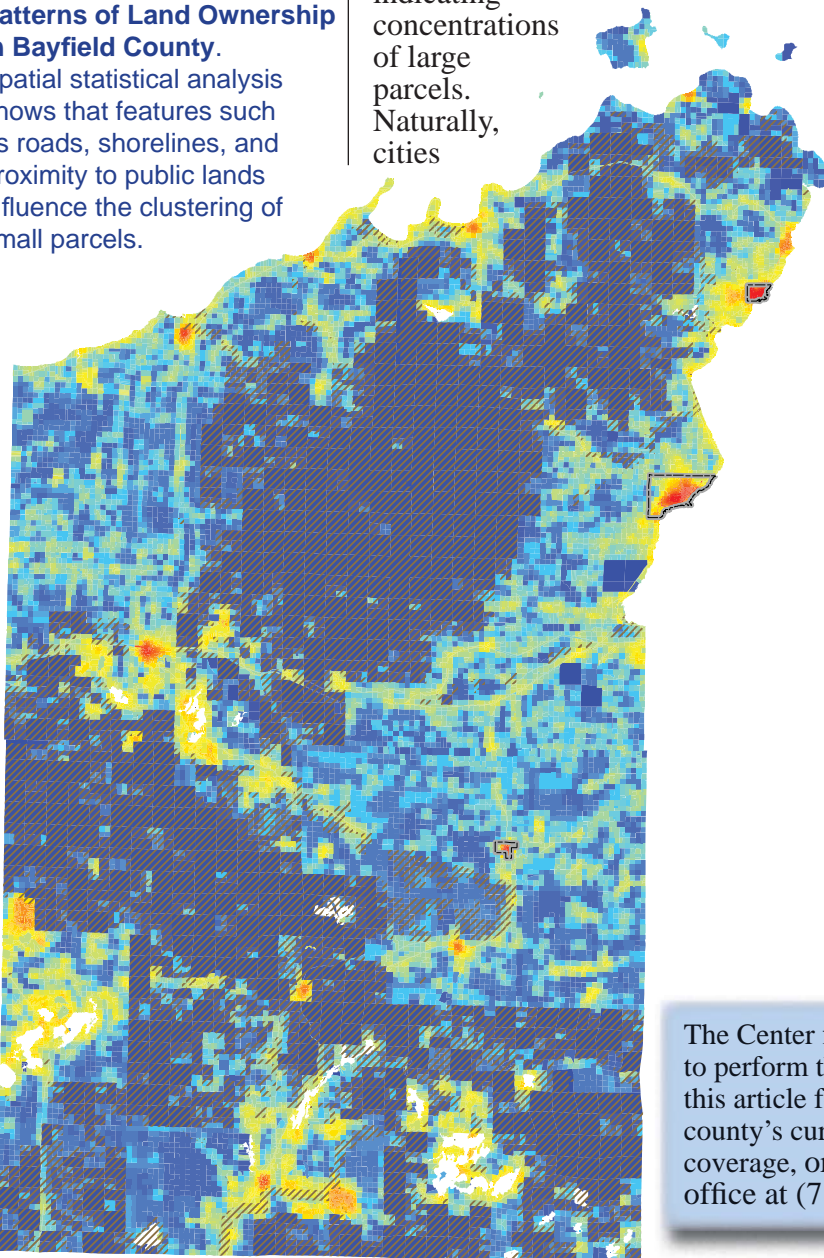 atterns of Land Ownership
n Bayfield County.
patial statistical analysis
hows that features such
s roads, shorelines, and
roximity to public lands
fluence the clustering of
mall parcels.
indicating
concentrations
of large
parcels.
Naturally,
cities
The Center
to perform t
this article f
county's cur
coverage, or
office at (7